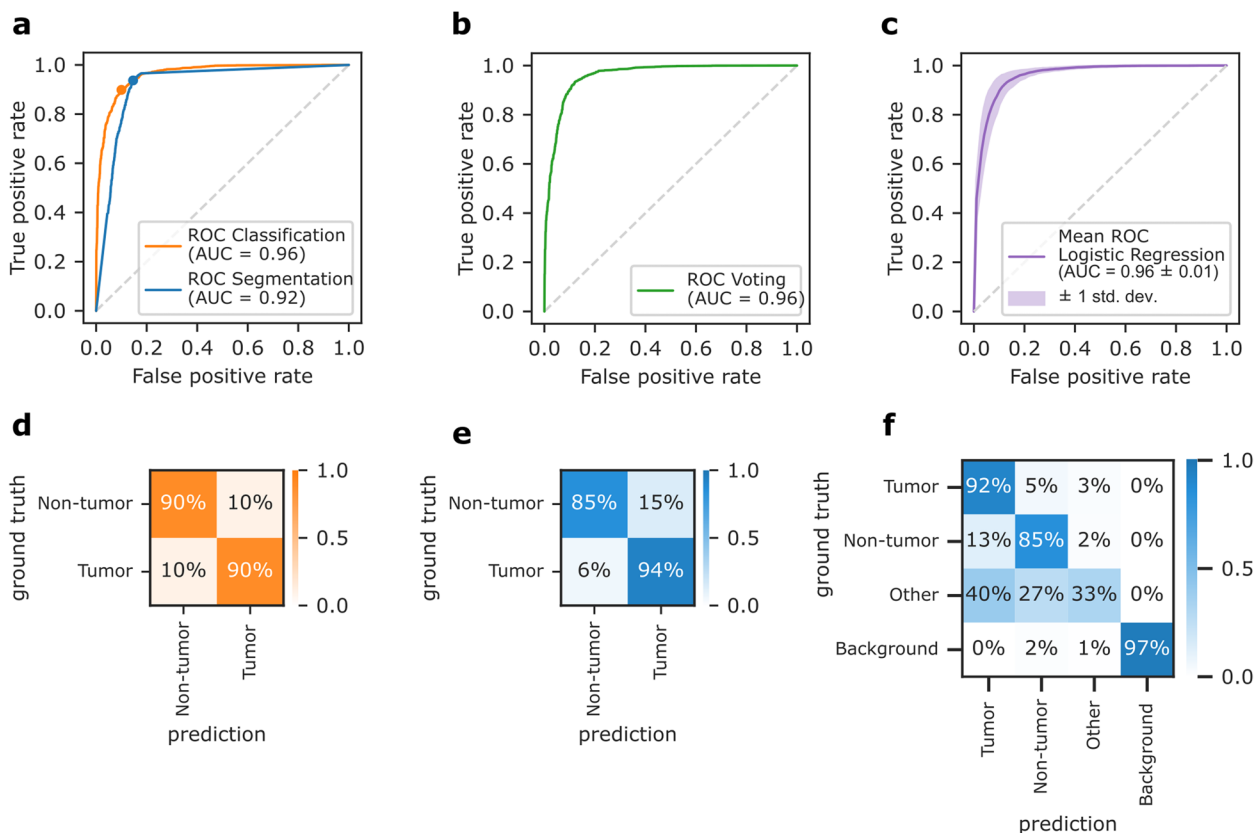 a
True positive rate
1.0
0.8
0.6
0.4
0.2
0.0
ROC Classification
(AUC = 0.96)
ROC Segmentation
(AUC = 0.92)
0.0 0.2 0.4 0.6 0.8 1.0
False positive rate
b
True positive rate
1.0
0.8
0.6
0.4
0.2
0.0
ROC Voting
(AUC = 0.96)
0.0 0.2 0.4 0.6 0.8 1.0
False positive rate
c
True positive rate
1.0
0.8
0.6
0.4
0.2
0.0
Mean ROC
Logistic Regression
(AUC = 0.96 ± 0.01)
± 1 std. dev.
0.0 0.2 0.4 0.6 0.8 1.0
False positive rate
d
ground truth
Non-tumor 90% 10%
Tumor 10% 90%
1.0
0.5
0.0
Non-tumor
Tumor
prediction
e
ground truth
Non-tumor 85% 15%
Tumor 6% 94%
1.0
0.5
0.0
Non-tumor
Tumor
prediction
f
ground truth
Tumor 92% 5% 3% 0%
Non-tumor 13% 85% 2% 0%
Other 40% 27% 33% 0%
Background 0% 2% 1% 97%
1.0
0.5
0.0
Tumor
Non-tumor
Other
Background
prediction